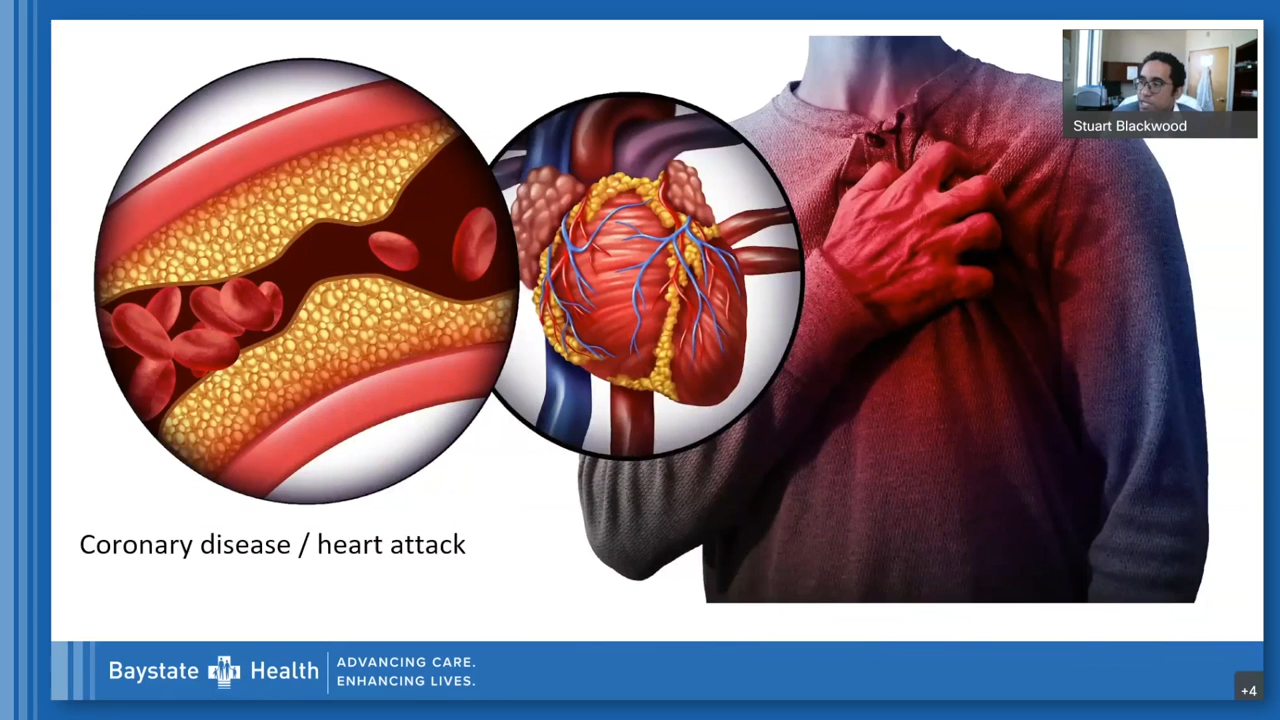 Stuart Blackwood
Coronary disease / heart attack
Baystate Health
ADVANCING CARE.
ENHANCING LIVES.
+4